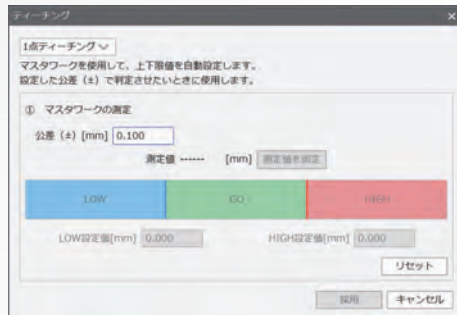 ティーチング ×
1点ティーチング
マスタワークを使用して、上下限値を自動設定します。
設定した公差（±）で判定させたいときに使用します。
① マスタワークの測定
公差（±）[mm] 0.100
測定値 ------ [mm] 測定値を固定
LOW GO HIGH
LOW設定値[mm] 0.000 HIGH設定値[mm] 0.000
リセット
採用 キャンセル